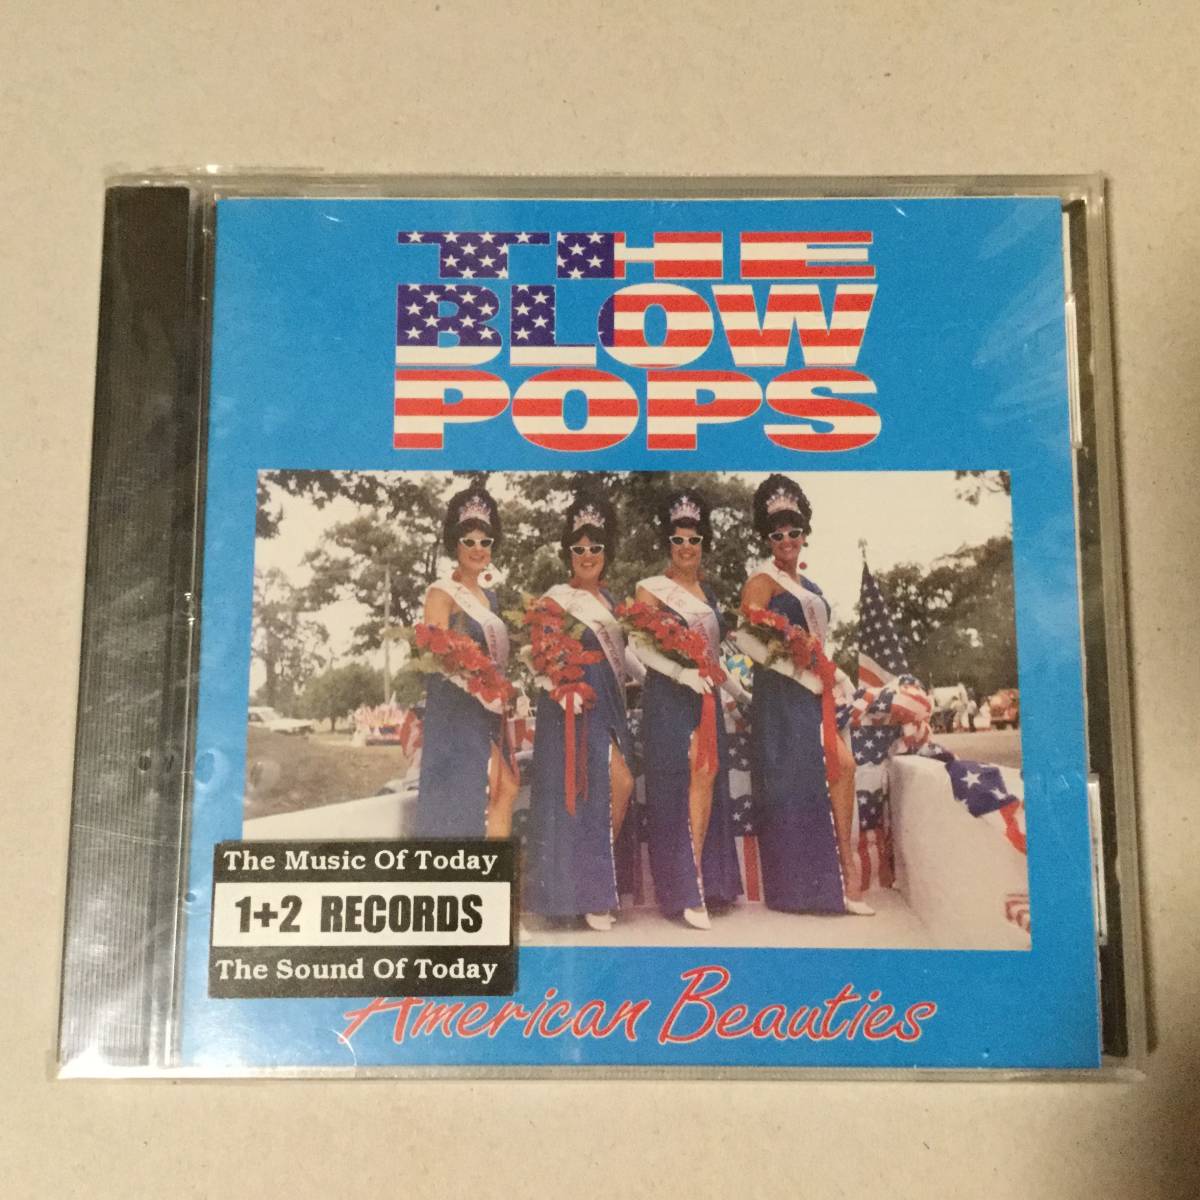 THE
BLOW
POPS
The Music Of Today
1+2 RECORDS
The Sound Of Today
American Beauties